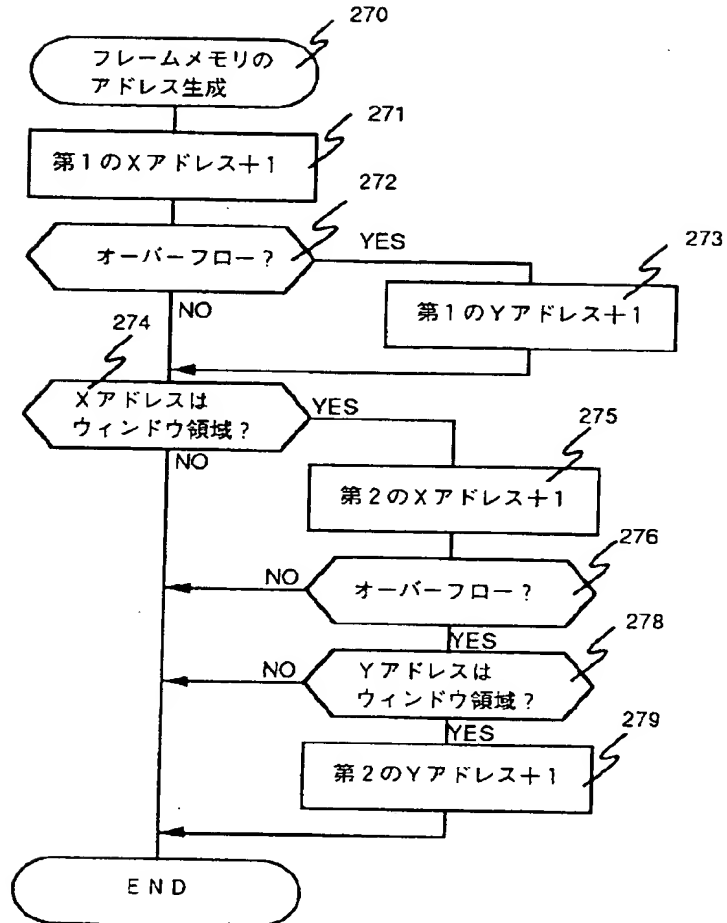 270
フレームメモリの
アドレス生成
271
第1のXアドレス+1
272
オーバーフロー?
YES
273
第1のYアドレス+1
NO
274
Xアドレスは
ウィンドウ領域?
YES
NO
275
第2のXアドレス+1
276
オーバーフロー?
NO
YES
278
Yアドレスは
ウィンドウ領域?
NO
YES
279
第2のYアドレス+1
END